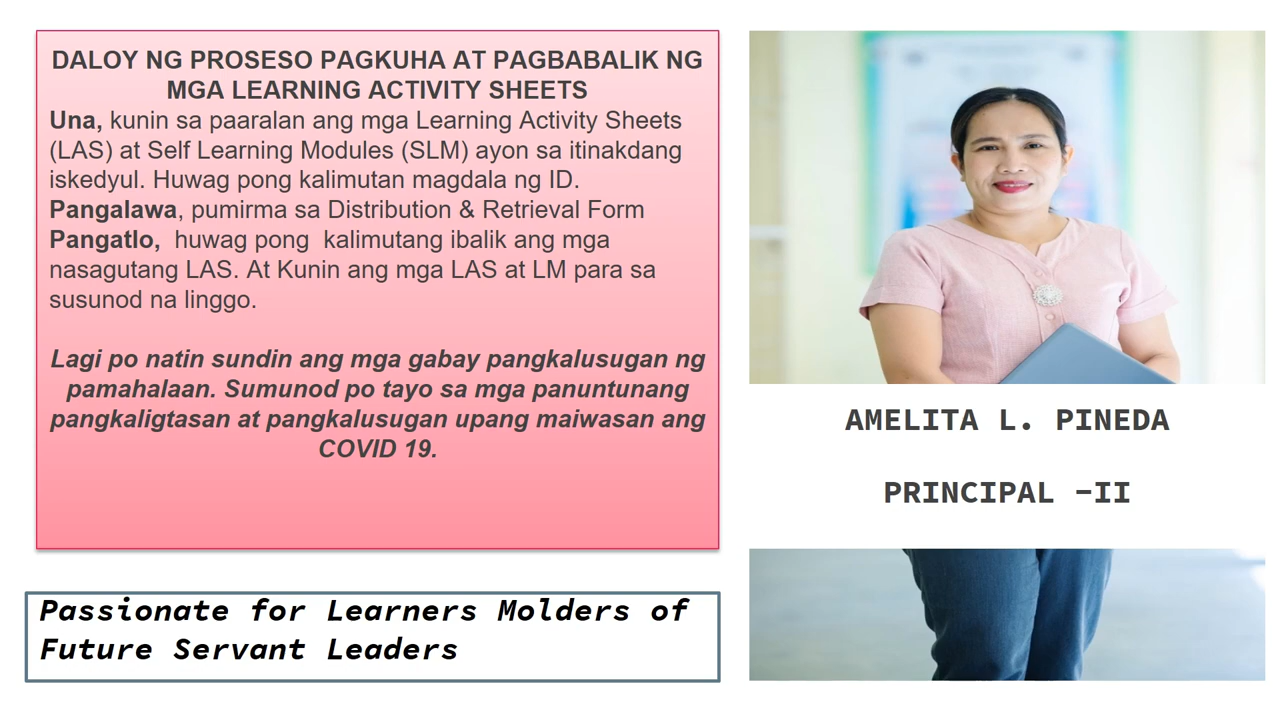 DALOY NG PROSESO PAGKUHA AT PAGBABALIK NG
MGA LEARNING ACTIVITY SHEETS
Una, kunin sa paaralan ang mga Learning Activity Sheets
(LAS) at Self Learning Modules (SLM) ayon sa itinakdang
iskedyul. Huwag pong kalimutan magdala ng ID.
Pangalawa, pumirma sa Distribution & Retrieval Form
Pangatlo, huwag pong kalimutang ibalik ang mga
nasagutang LAS. At Kunin ang mga LAS at LM para sa
susunod na linggo.
Lagi po natin sundin ang mga gabay pangkalusugan ng
pamahalaan. Sumunod po tayo sa mga panuntunang
pangkaligtasan at pangkalusugan upang maiwasan ang
COVID 19.
Passionate for Learners Molders of
Future Servant Leaders
AMELITA L. PINEDA
PRINCIPAL -II